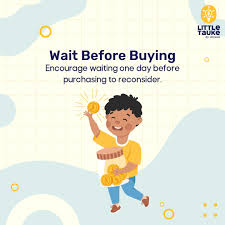 LITTLE
TAUKE
Wait Before Buying
Encourage waiting one day before
purchasing to reconsider.